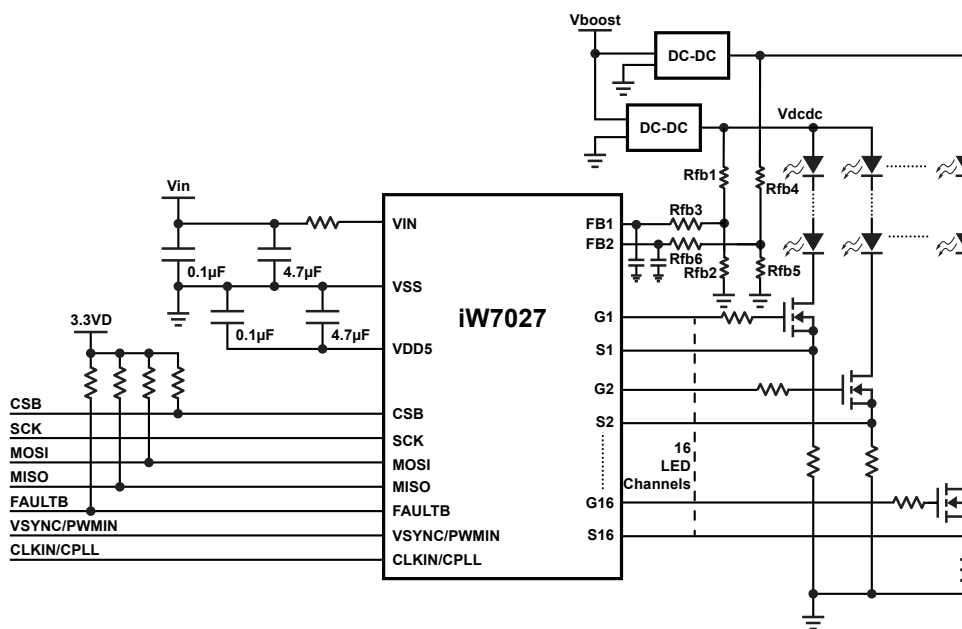 Vboost
DC-DC
DC-DC
Vdcdc
Rfb1
Rfb4
Vin
VIN
FB1
Rfb3
FB2
Rfb6
Rfb2
Rfb5
0.1µF
4.7µF
VSS
iW7027
G1
3.3VD
0.1µF
4.7µF
VDD5
S1
G2
CSB
CSB
S2
SCK
SCK
MOSI
MOSI
16
LED
Channels
MISO
MISO
FAULTB
FAULTB
G16
VSYNC/PWMIN
VSYNC/PWMIN
S16
CLKIN/CPLL
CLKIN/CPLL